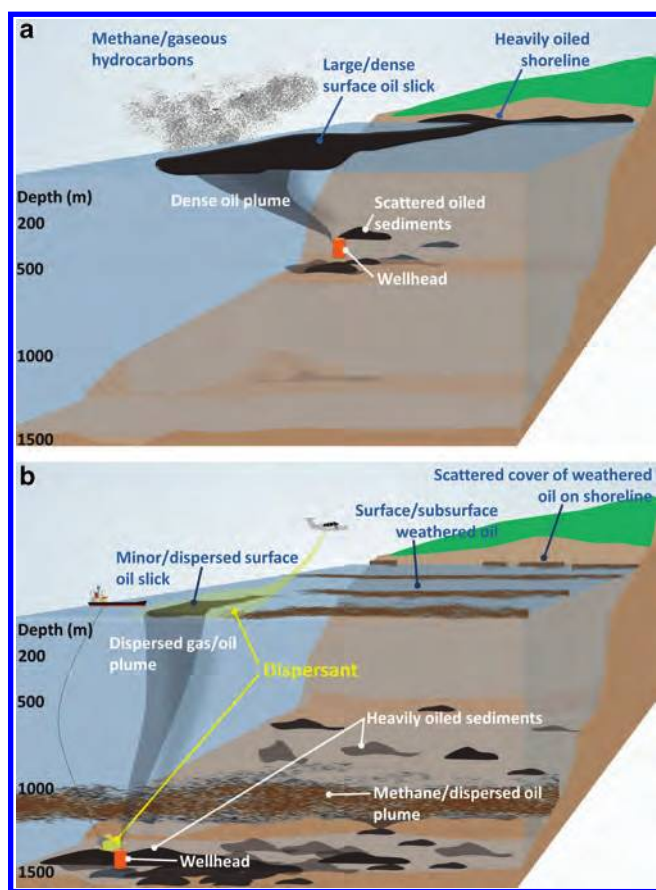 a
Methane/gaseous
hydrocarbons
Heavily oiled
shoreline
Large/dense
surface oil slick
Depth (m)
Dense oil plume
Scattered oiled
sediments
200
Wellhead
500
1000
1500
b
Scattered cover of weathered
oil on shoreline
Surface/subsurface
weathered oil
Minor/dispersed surface
oil slick
Depth (m)
Dispersed gas/oil
plume
Dispersant
200
500
Heavily oiled sediments
1000
Methane/dispersed oil
plume
Wellhead
1500